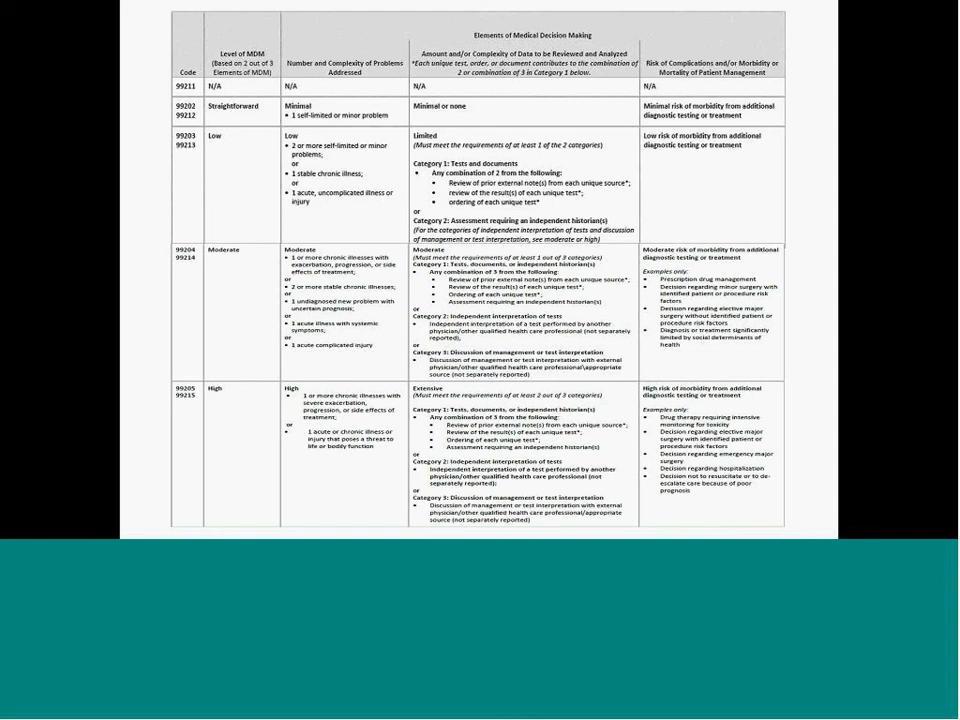 Elements of Medical Decision Making
Code
Level of MDM
(Based on 2 out of 3
Elements of MDM)
Number and Complexity of Problems
Addressed
Amount and/or Complexity of Data to be Reviewed and Analyzed
*Each unique test, order, or document contributes to the combination of
2 or combination of 3 in Category 1 below.
Risk of Complications and/or Morbidity or
Mortality of Patient Management
99211
N/A
N/A
N/A
N/A
99202
99212
Straightforward
Minimal
• 1 self-limited or minor problem
Minimal or none
Minimal risk of morbidity from additional
diagnostic testing or treatment
99203
99213
Low
Low
• 2 or more self-limited or minor
problems;
or
• 1 stable chronic illness;
or
• 1 acute, uncomplicated illness or
injury
Limited
(Must meet the requirements of at least 1 of the 2 categories)
Category 1: Tests and documents
• Any combination of 2 from the following:
• Review of prior external note(s) from each unique source*;
• review of the result(s) of each unique test*;
• ordering of each unique test*
or
Category 2: Assessment requiring an independent historian(s)
(For the categories of independent interpretation of tests and discussion
of management or test interpretation, see moderate or high)
Low risk of morbidity from additional
diagnostic testing or treatment
99204
99214
Moderate
Moderate
• 1 or more chronic illnesses with
exacerbation, progression, or side
effects of treatment;
or
• 2 or more stable chronic illnesses;
or
• 1 undiagnosed new problem with
uncertain prognosis;
or
• 1 acute illness with systemic
symptoms;
or
• 1 acute complicated injury
Moderate
(Must meet the requirements of at least 1 out of 3 categories)
Category 1: Tests, documents, or independent historian(s)
• Any combination of 3 from the following:
• Review of prior external note(s) from each unique source*;
• Review of the result(s) of each unique test*;
• Ordering of each unique test*;
• Assessment requiring an independent historian(s)
or
Category 2: Independent interpretation of tests
• Independent interpretation of a test performed by another
physician/other qualified health care professional (not separately
reported);
or
Category 3: Discussion of management or test interpretation
• Discussion of management or test interpretation with external
physician/other qualified health care professional\appropriate
source (not separately reported)
Moderate risk of morbidity from additional
diagnostic testing or treatment
Examples only:
• Prescription drug management
• Decision regarding minor surgery with
identified patient or procedure risk
factors
• Decision regarding elective major
surgery without identified patient or
procedure risk factors
• Diagnosis or treatment significantly
limited by social determinants of
health
99205
99215
High
High
• 1 or more chronic illnesses with
severe exacerbation,
progression, or side effects of
treatment;
or
• 1 acute or chronic illness or
injury that poses a threat to
life or bodily function
Extensive
(Must meet the requirements of at least 2 out of 3 categories)
Category 1: Tests, documents, or independent historian(s)
• Any combination of 3 from the following:
• Review of prior external note(s) from each unique source*;
• Review of the result(s) of each unique test*;
• Ordering of each unique test*;
• Assessment requiring an independent historian(s)
or
Category 2: Independent interpretation of tests
• Independent interpretation of a test performed by another
physician/other qualified health care professional (not
separately reported);
or
Category 3: Discussion of management or test interpretation
• Discussion of management or test interpretation with external
physician/other qualified health care professional/appropriate
source (not separately reported)
High risk of morbidity from additional
diagnostic testing or treatment
Examples only:
• Drug therapy requiring intensive
monitoring for toxicity
• Decision regarding elective major
surgery with identified patient or
procedure risk factors
• Decision regarding emergency major
surgery
• Decision regarding hospitalization
• Decision not to resuscitate or to de-
escalate care because of poor
prognosis